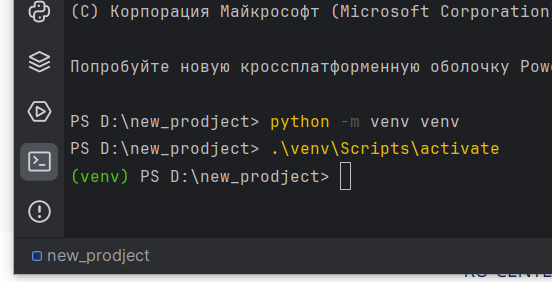 (C) Корпорация Майкрософт (Microsoft Corporation
Попробуйте новую кроссплатформенную оболочку
PS D:\new_prodject> python -m venv venv
PS D:\new_prodject> .\venv\Scripts\activate
(venv) PS D:\new_prodject>
new_prodject